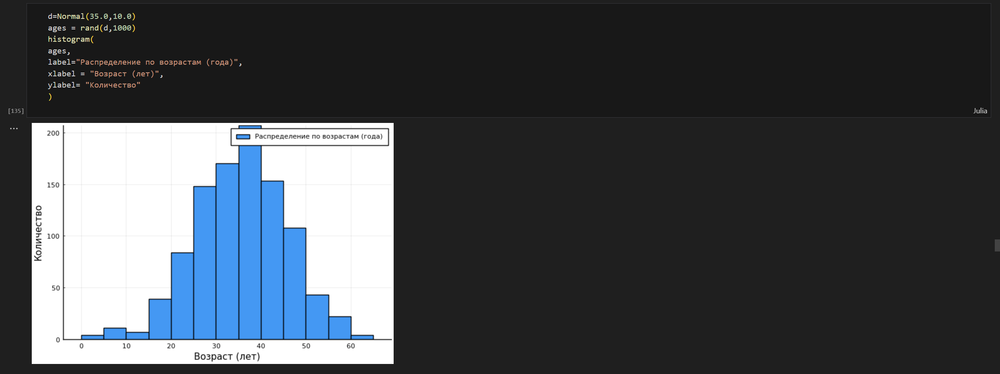 d=Normal(35.0,10.0)
ages = rand(d,1000)
histogram(
ages,
label="Распределение по возрастам (года)",
xlabel = "Возраст (лет)",
ylabel= "Количество"
)
[135]
Julia
...
Распределение по возрастам (года)
200
150
100
50
0
Количество
0 10 20 30 40 50 60
Возраст (лет)